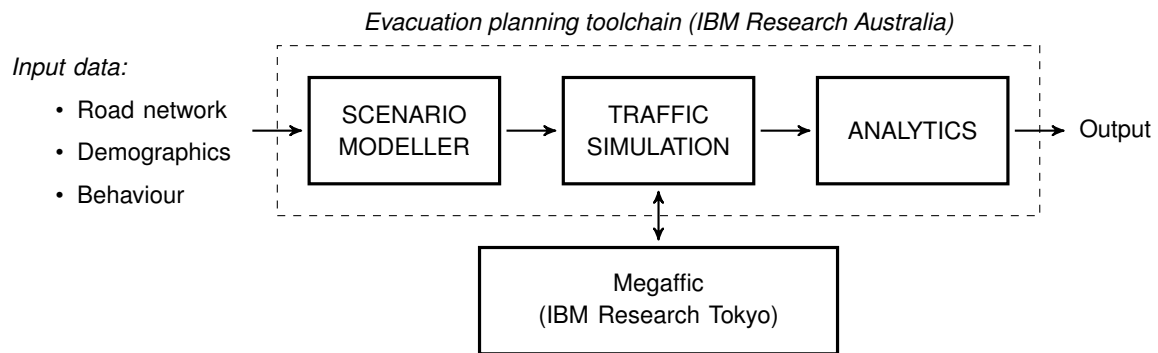 Evacuation planning toolchain (IBM Research Australia)
Input data:
• Road network
• Demographics
• Behaviour
SCENARIO
MODELLER
TRAFFIC
SIMULATION
ANALYTICS
Output
Megaffic
(IBM Research Tokyo)